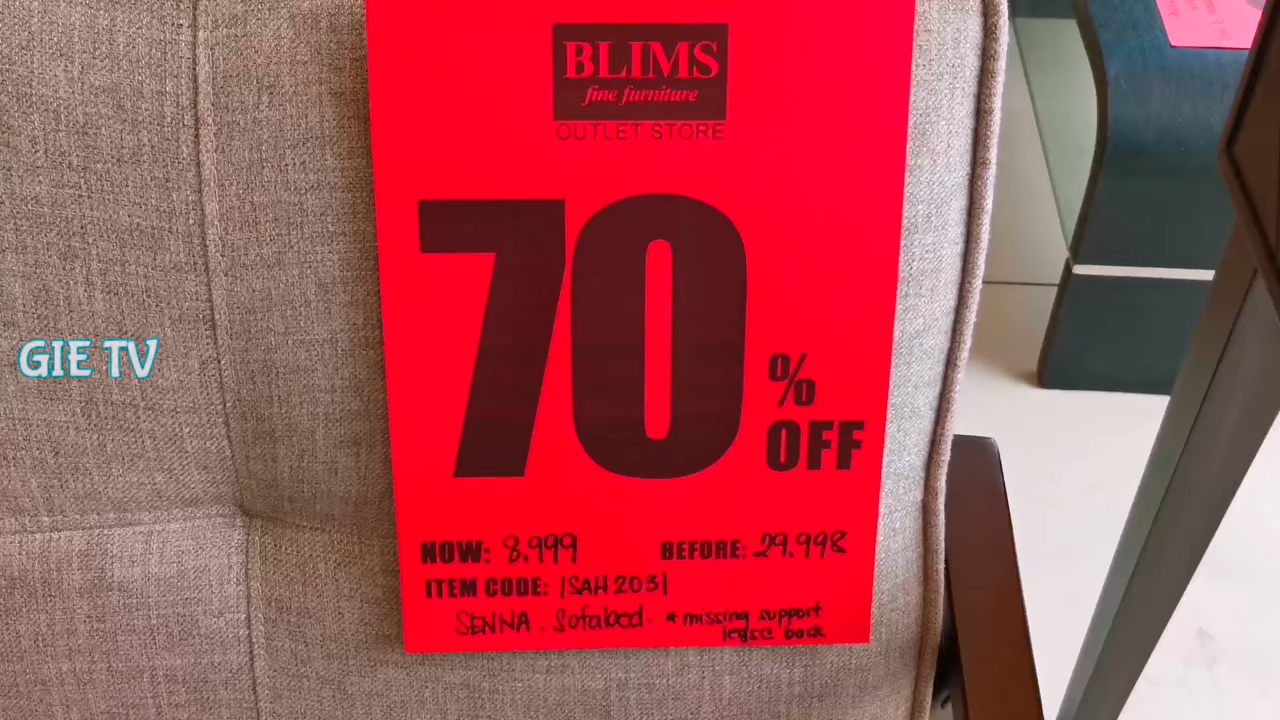 BLIMS
fine furniture
OUTLET STORE
70
%
OFF
GIE TV
NOW: 8,999 BEFORE: 29,998
ITEM CODE: ISAH2031
SENNA. Sofabed. * missing support
legs@ back